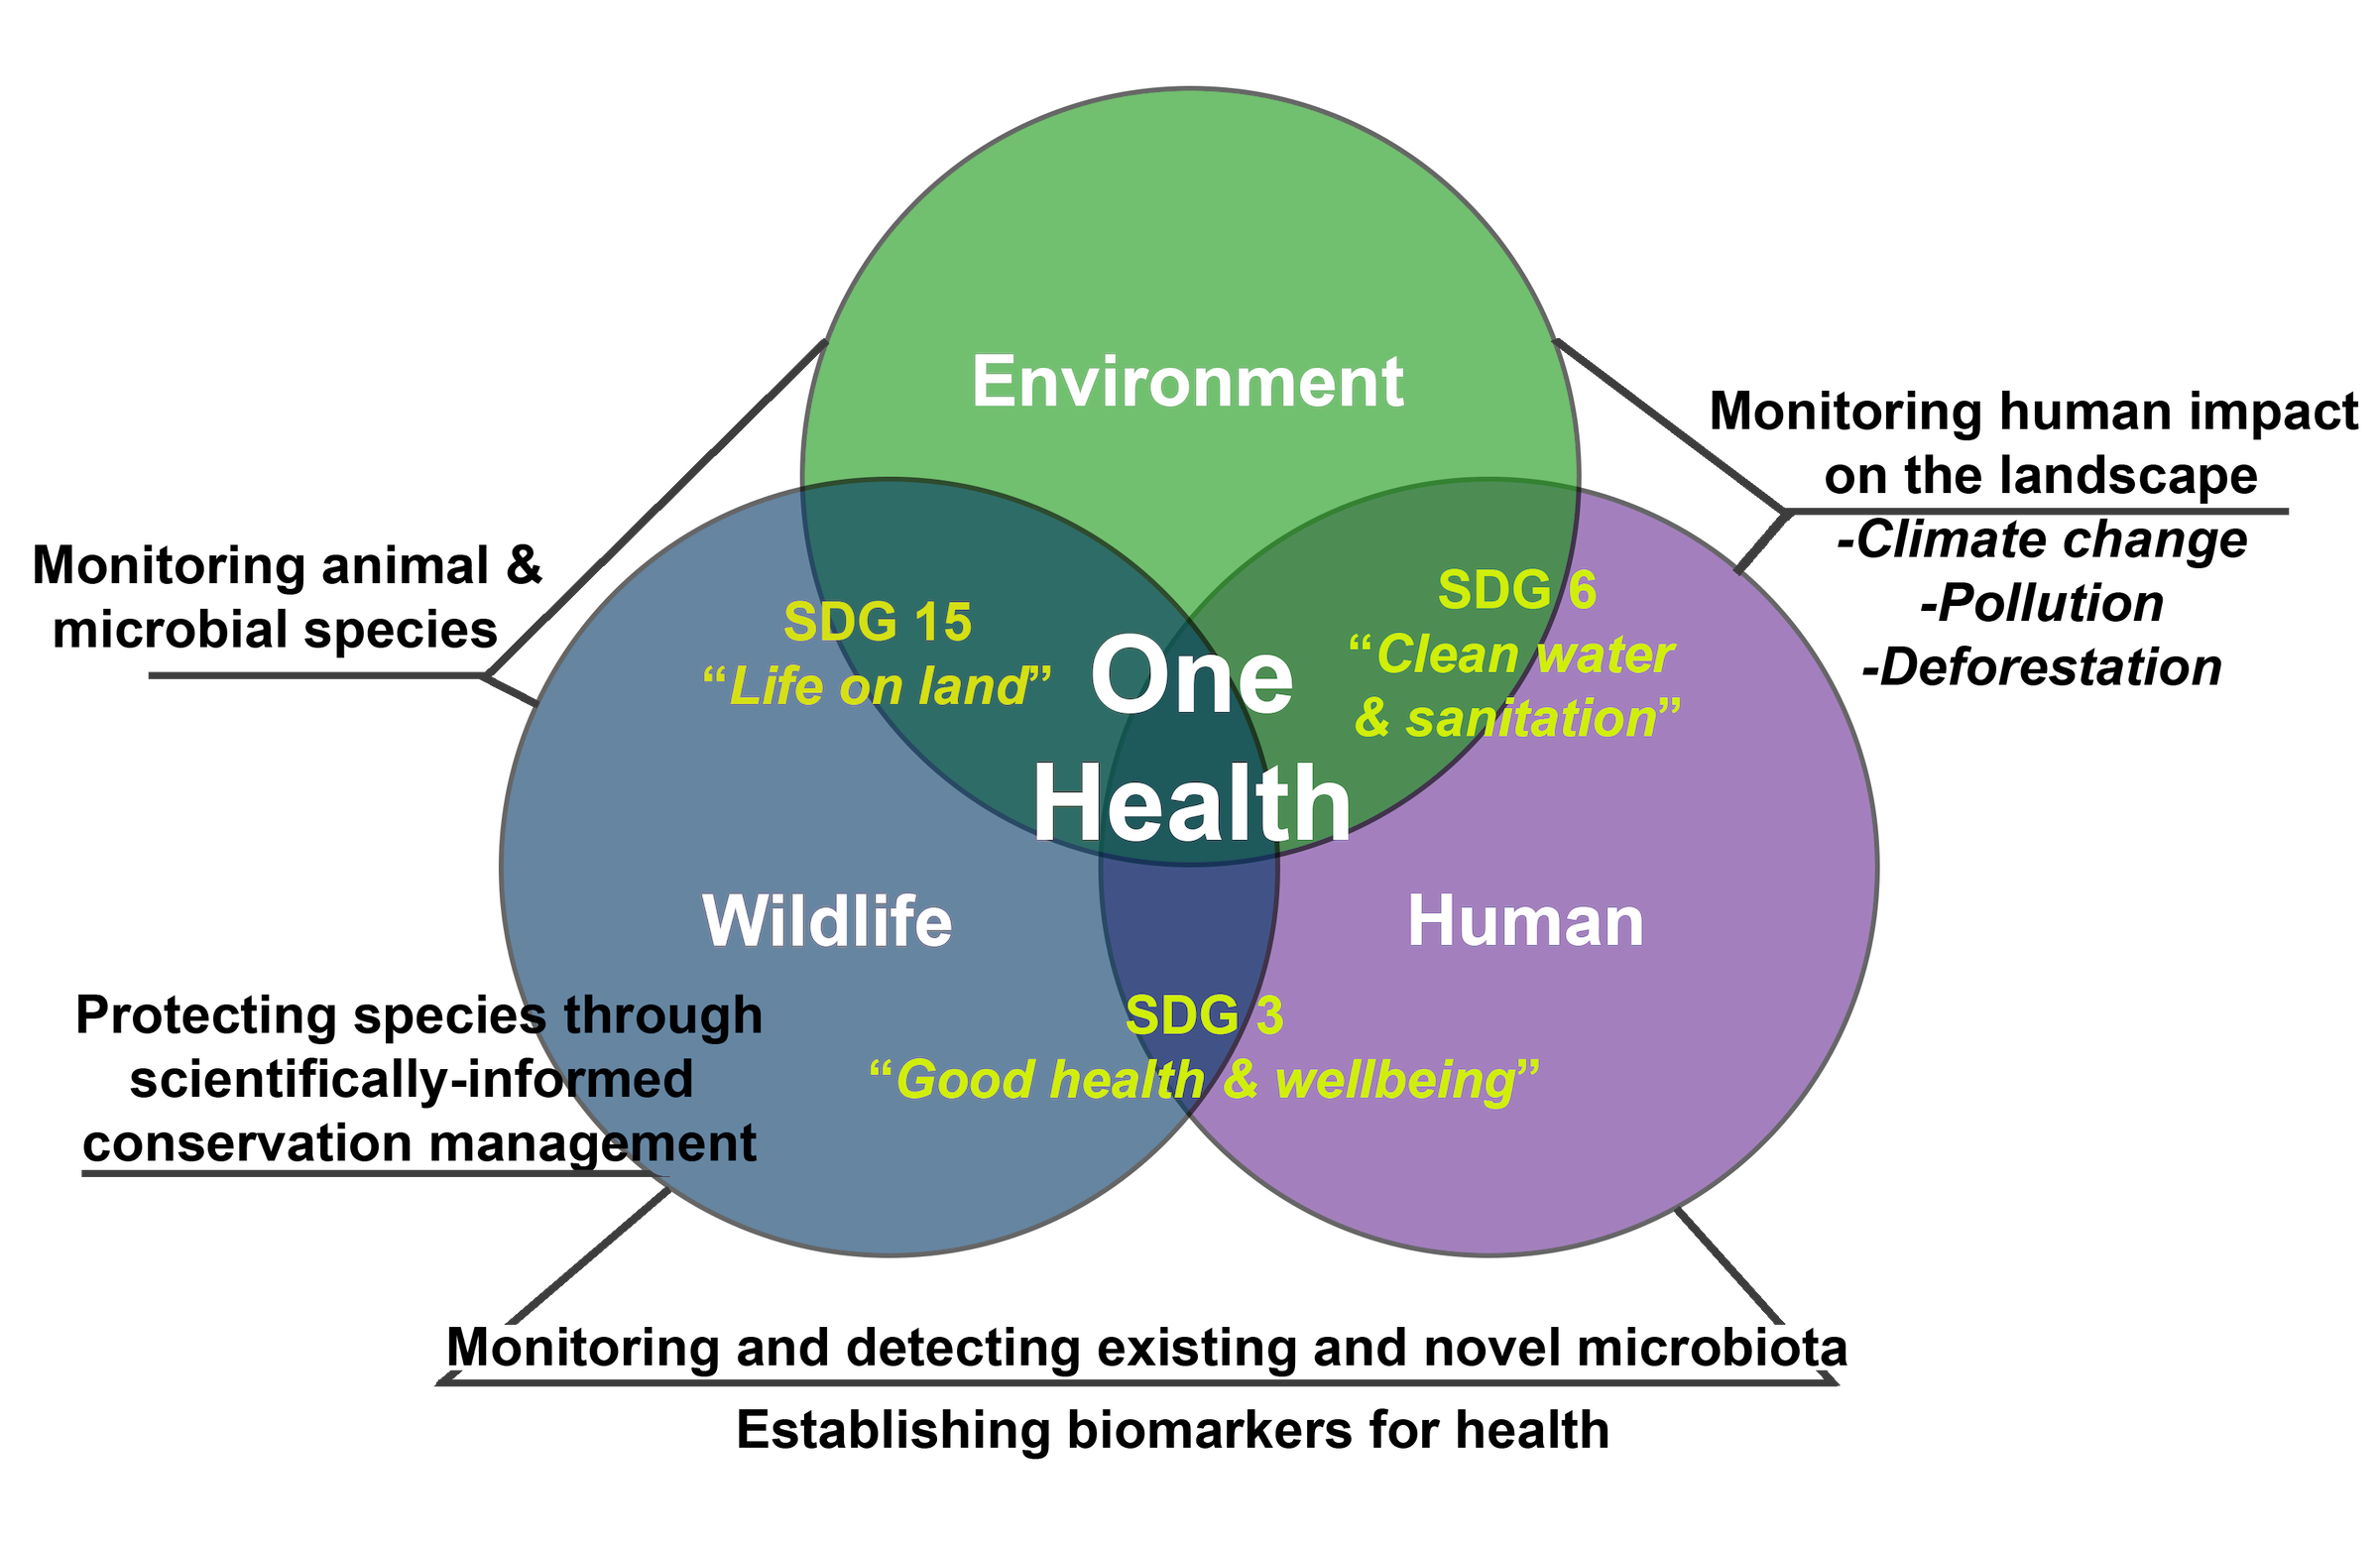 Environment
Monitoring human impact
on the landscape
-Climate change
-Pollution
-Deforestation
Monitoring animal &
microbial species
SDG 15
“Life on land”
One
Health
SDG 6
“Clean water
& sanitation”
Wildlife
Human
Protecting species through
scientifically-informed
conservation management
SDG 3
“Good health & wellbeing”
Monitoring and detecting existing and novel microbiota
Establishing biomarkers for health